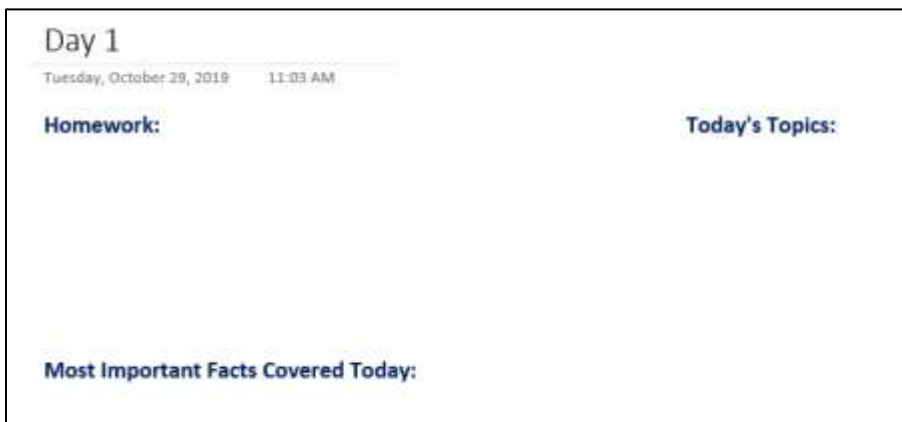 Day 1
Tuesday, October 29, 2019 11:03 AM
Homework: Today's Topics:
Most Important Facts Covered Today: